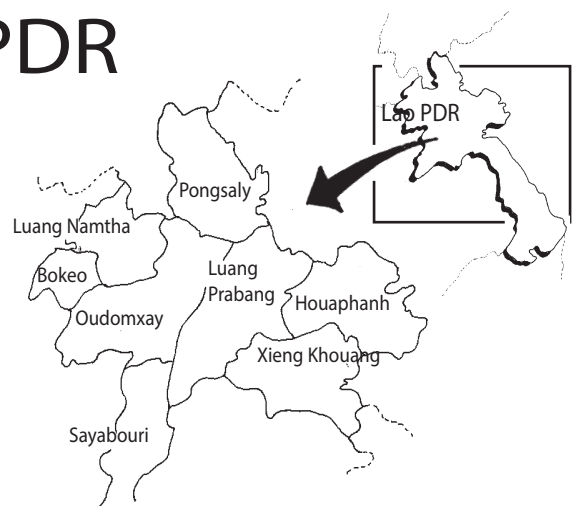 PDR
Lao PDR
Pongsaly
Luang Namtha
Bokeo
Luang
Prabang
Houaphanh
Oudomxay
Xieng Khouang
Sayabouri